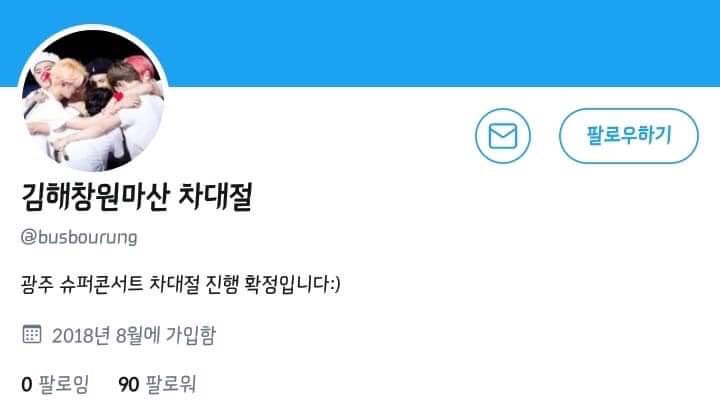 팔로우하기
김해창원마산 차대절
@busbourung
광주 슈퍼콘서트 차대절 진행 확정입니다:)
2018년 8월에 가입함
0 팔로잉 90 팔로워